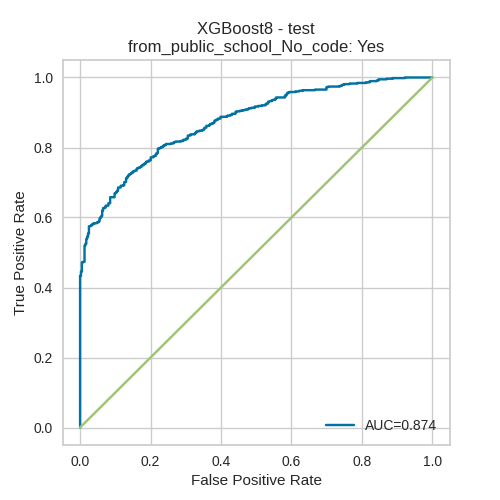 XGBoost8 - test
from_public_school_No_code: Yes
True Positive Rate
1.0
0.8
0.6
0.4
0.2
0.0
AUC=0.874
0.0 0.2 0.4 0.6 0.8 1.0
False Positive Rate